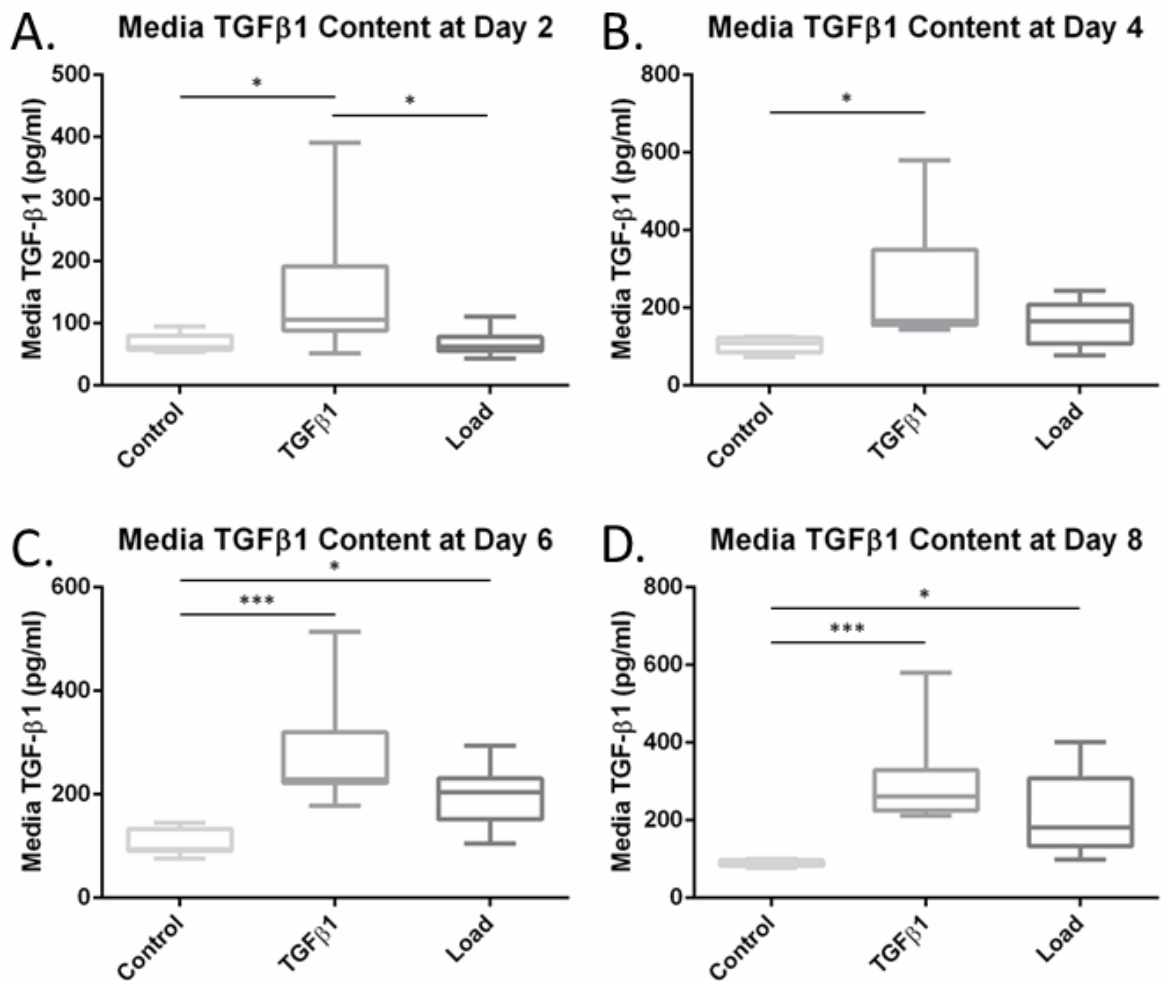 A. Media TGFβ1 Content at Day 2
Media TGF-β1 (pg/ml)
500
400
300
200
100
0
*
*
Control
TGFβ1
Load
B. Media TGFβ1 Content at Day 4
Media TGF-β1 (pg/ml)
800
600
400
200
0
*
Control
TGFβ1
Load
C. Media TGFβ1 Content at Day 6
Media TGF-β1 (pg/ml)
600
400
200
0
*
***
Control
TGFβ1
Load
D. Media TGFβ1 Content at Day 8
Media TGF-β1 (pg/ml)
800
600
400
200
0
*
***
Control
TGFβ1
Load